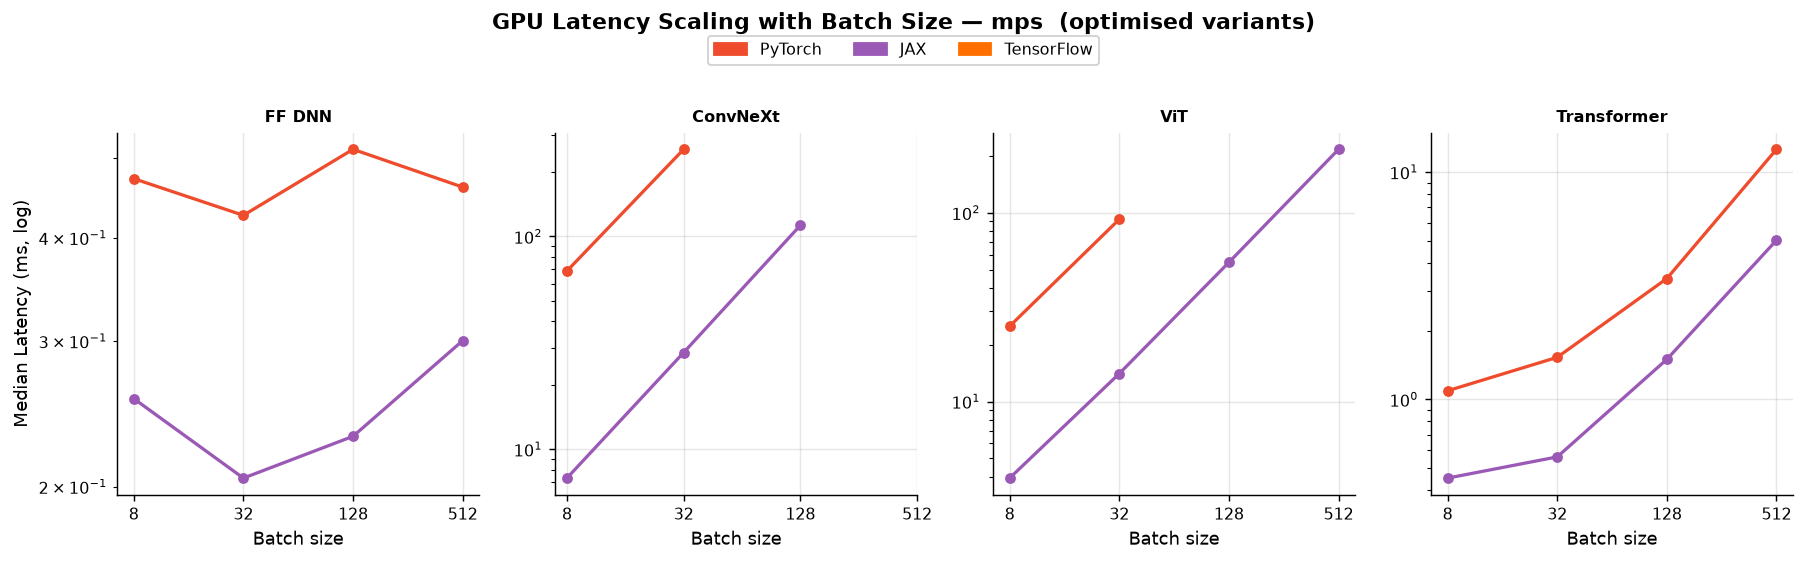 GPU Latency Scaling with Batch Size — mps (optimised variants)
PyTorch JAX TensorFlow
FF DNN
Median Latency (ms, log)
4 × 10⁻¹
3 × 10⁻¹
2 × 10⁻¹
8 32 128 512
Batch size
ConvNeXt
10²
10¹
8 32 128 512
Batch size
ViT
10²
10¹
8 32 128 512
Batch size
Transformer
10¹
10⁰
8 32 128 512
Batch size